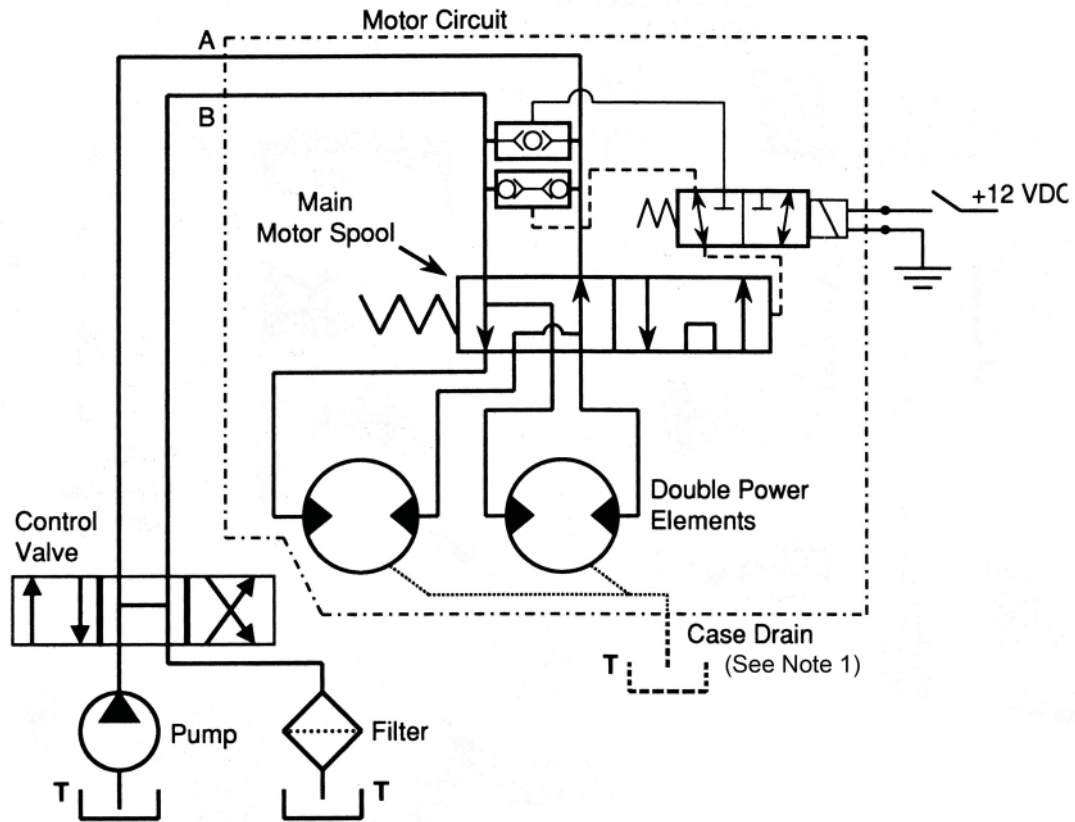 Motor Circuit
A
B
+12 VDC
Main
Motor Spool
Double Power
Elements
Control
Valve
Case Drain
(See Note 1)
T
Pump
Filter
T
T